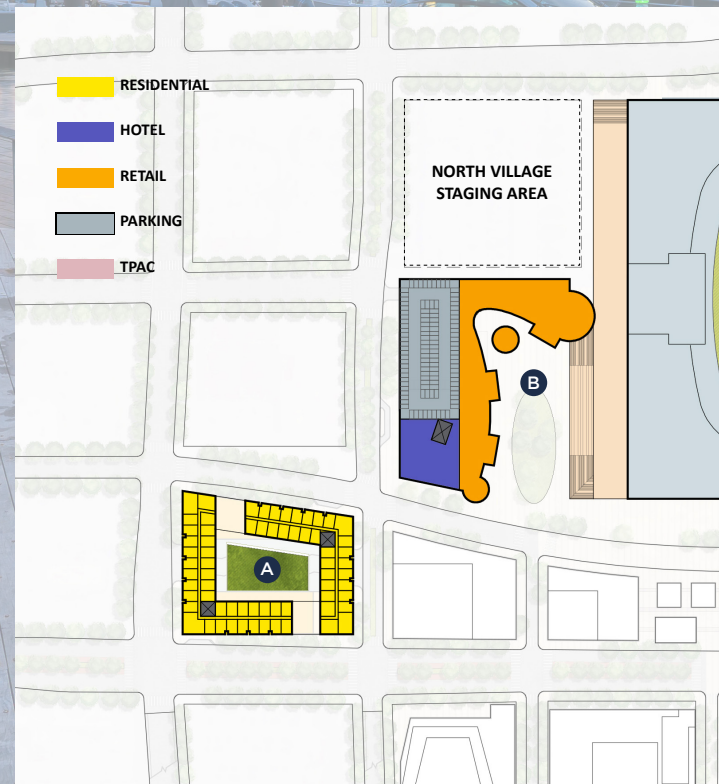 RESIDENTIAL
HOTEL
RETAIL
PARKING
TPAC
NORTH VILLAGE
STAGING AREA
B
A